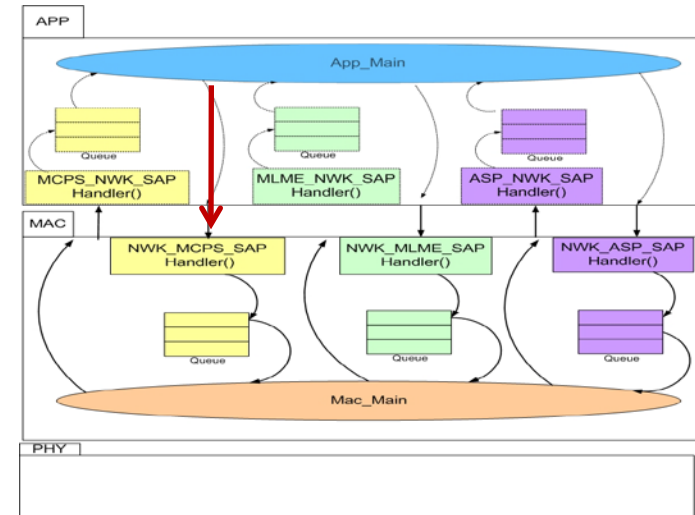 APP
App_Main
Queue
Queue
Queue
MCPS_NWK_SAP
Handler()
MLME_NWK_SAP
Handler()
ASP_NWK_SAP
Handler()
MAC
NWK_MCPS_SAP
Handler()
NWK_MLME_SAP
Handler()
NWK_ASP_SAP
Handler()
Queue
Queue
Queue
Mac_Main
PHY